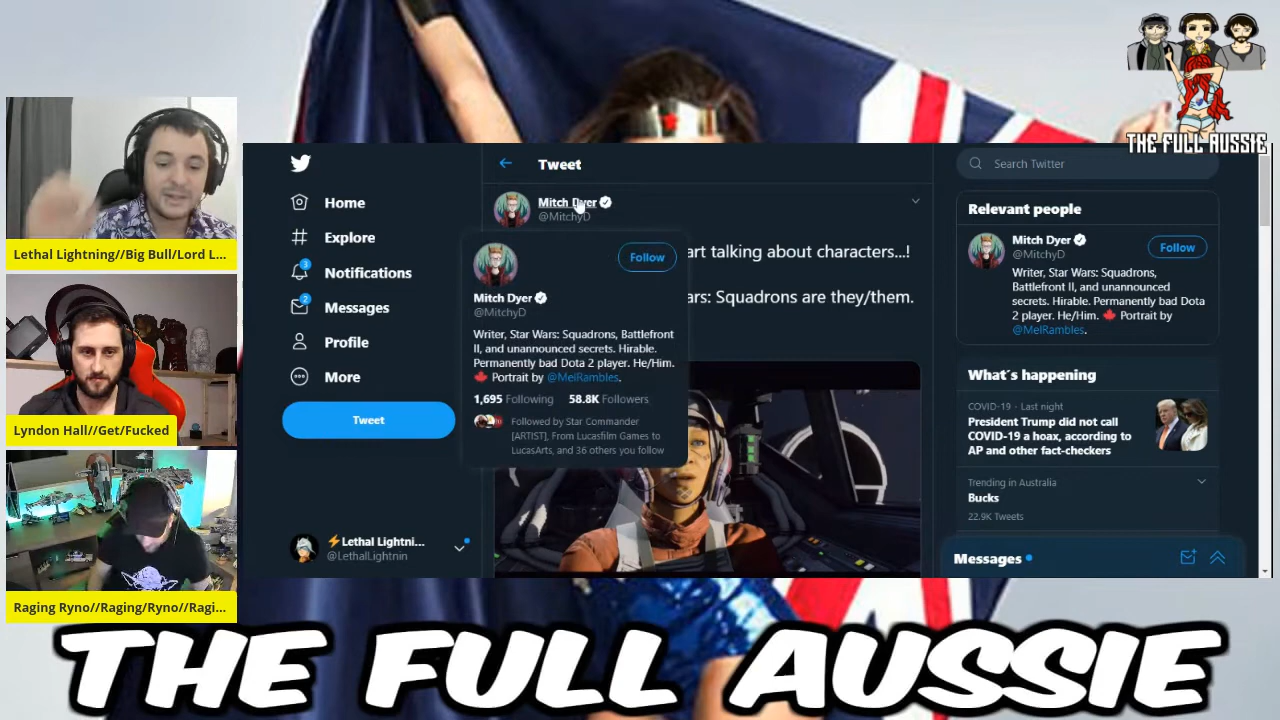 THE FULL AUSSIE
Lethal Lightning//Big Bull/Lord L...
Lyndon Hall//Get/Fucked
Raging Ryno//Raging/Ryno//Ragi...
Home
Explore
3
Notifications
2
Messages
Profile
More
Tweet
⚡Lethal Lightni...
@LethalLightnin
Tweet
Mitch Dyer
@MitchyD
art talking about characters...!
ars: Squadrons are they/them.
Follow
Mitch Dyer
@MitchyD
Writer, Star Wars: Squadrons, Battlefront
II, and unannounced secrets. Hirable.
Permanently bad Dota 2 player. He/Him.
🍁 Portrait by @MelRambles.
1,695 Following 58.8K Followers
Followed by Star Commander
[ARTIST], From Lucasfilm Games to
LucasArts, and 36 others you follow
Search Twitter
Relevant people
Mitch Dyer
@MitchyD
Follow
Writer, Star Wars: Squadrons,
Battlefront II, and unannounced
secrets. Hirable. Permanently bad Dota
2 player. He/Him. 🍁 Portrait by
@MelRambles.
What's happening
COVID-19 · Last night
President Trump did not call
COVID-19 a hoax, according to
AP and other fact-checkers
Trending in Australia
Bucks
22.9K Tweets
Messages
THE FULL AUSSIE